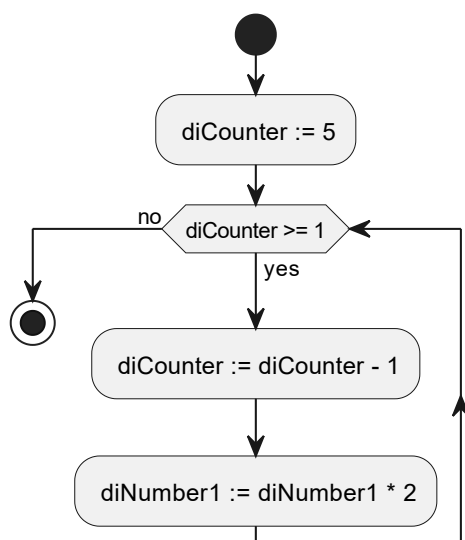 diCounter := 5
no
diCounter >= 1
yes
diCounter := diCounter - 1
diNumber1 := diNumber1 * 2